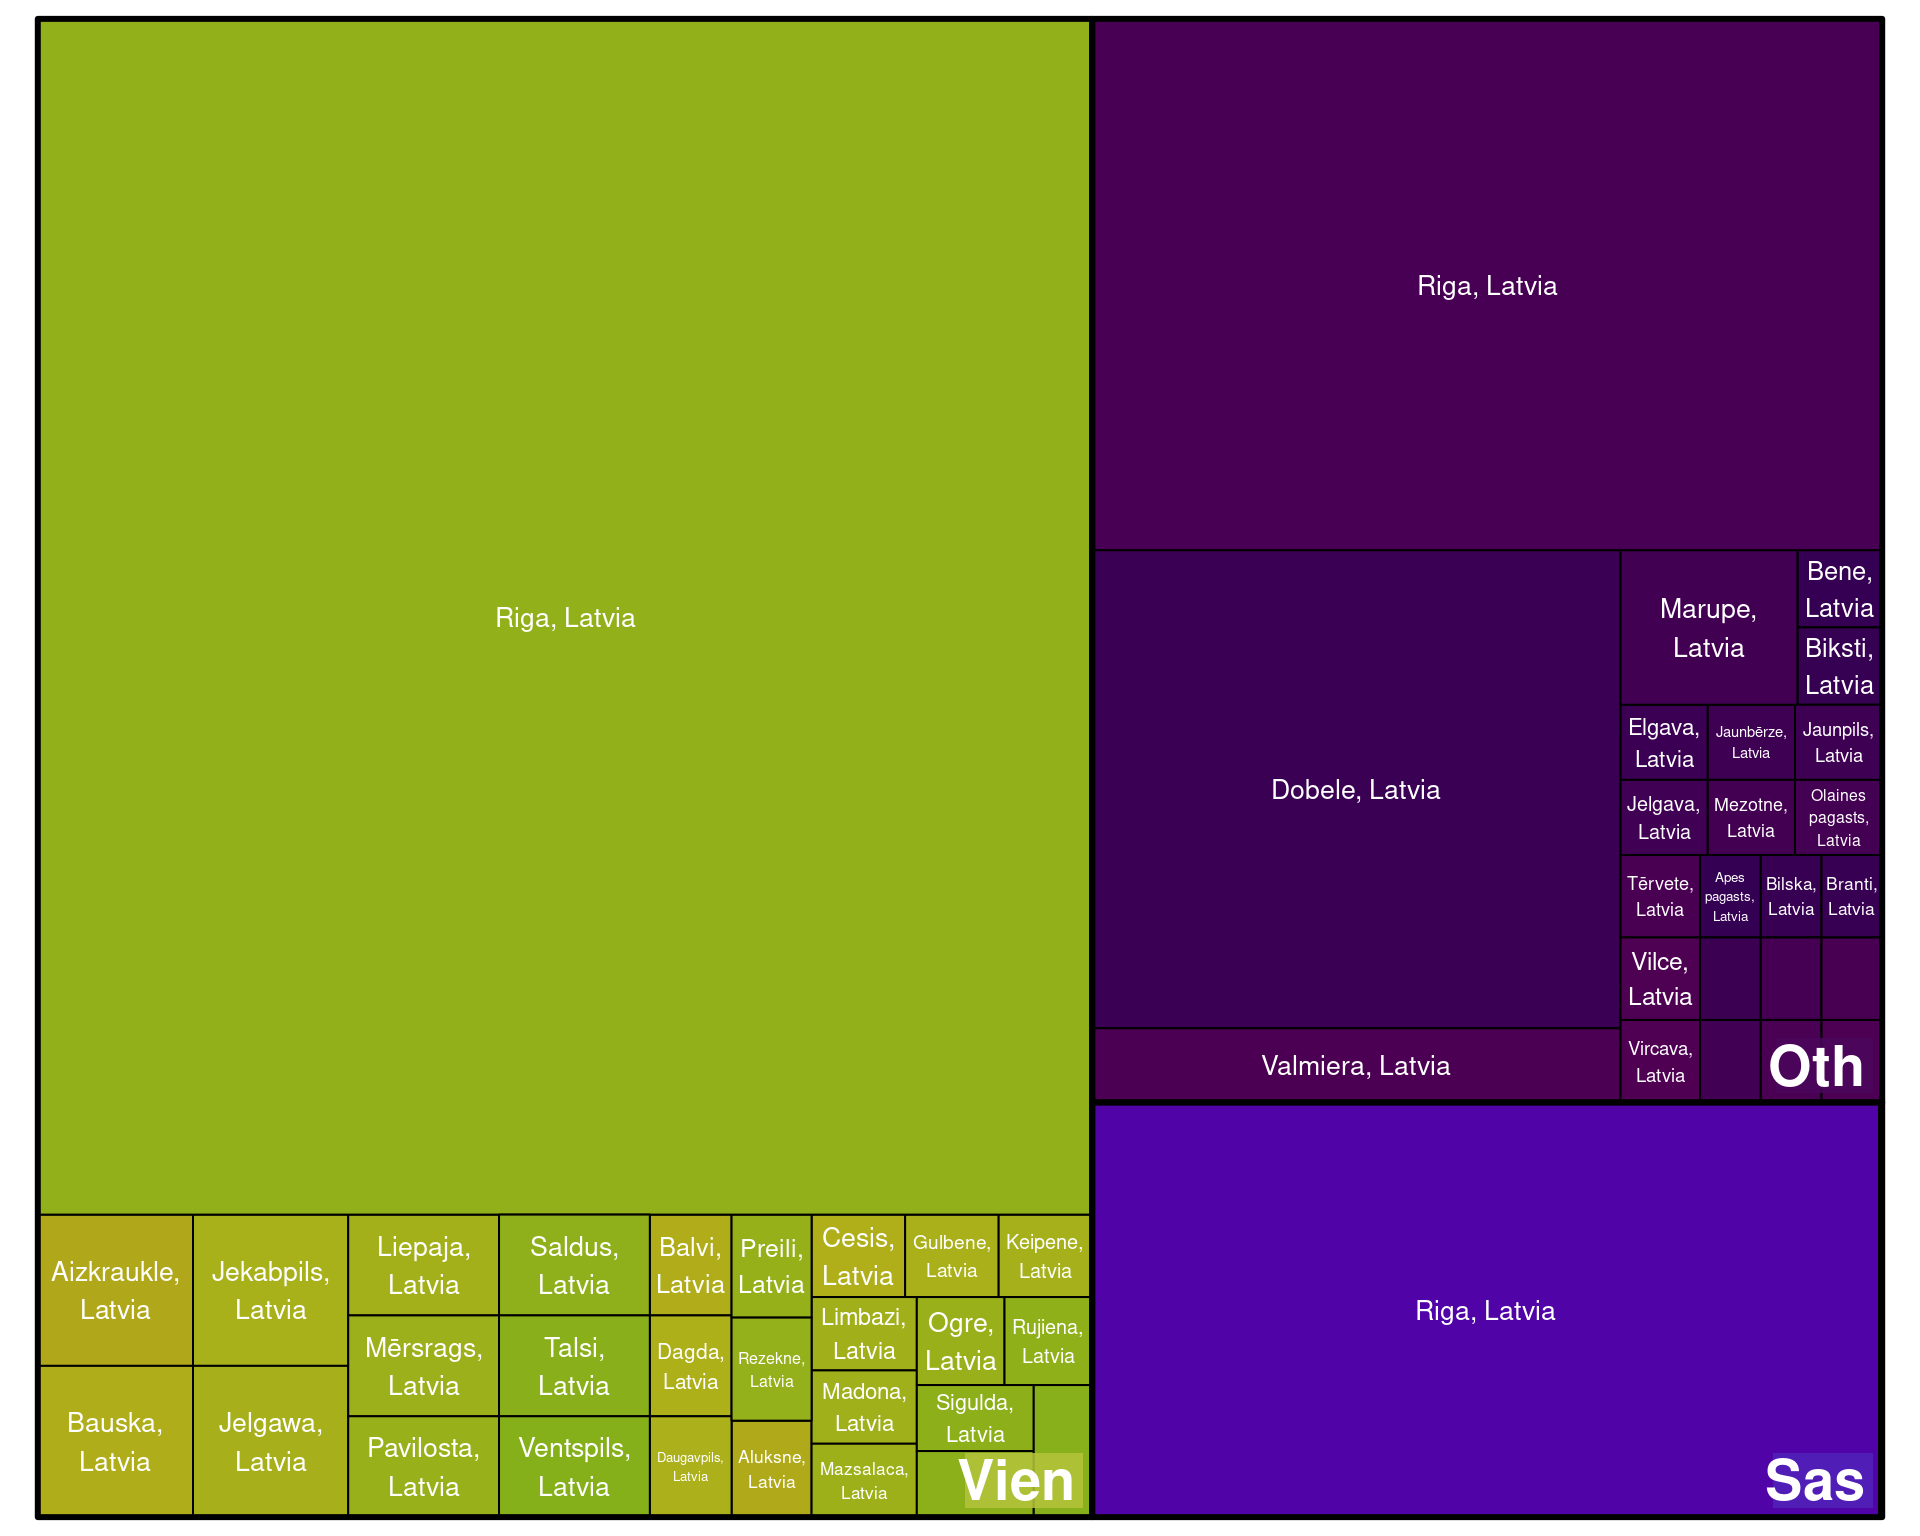 Riga, Latvia
Aizkraukle,
Latvia
Bauska,
Latvia
Jekabpils,
Latvia
Jelgawa,
Latvia
Liepaja,
Latvia
Mērsrags,
Latvia
Pavilosta,
Latvia
Saldus,
Latvia
Talsi,
Latvia
Ventspils,
Latvia
Balvi,
Latvia
Dagda,
Latvia
Daugavpils,
Latvia
Preili,
Latvia
Rezekne,
Latvia
Aluksne,
Latvia
Cesis,
Latvia
Gulbene,
Latvia
Keipene,
Latvia
Limbazi,
Latvia
Madona,
Latvia
Mazsalaca,
Latvia
Ogre,
Latvia
Rujiena,
Latvia
Sigulda,
Latvia
Vien
Riga, Latvia
Dobele, Latvia
Valmiera, Latvia
Marupe,
Latvia
Bene,
Latvia
Biksti,
Latvia
Elgava,
Latvia
Jaunbērze,
Latvia
Jaunpils,
Latvia
Jelgava,
Latvia
Mezotne,
Latvia
Olaines
pagasts,
Latvia
Tērvete,
Latvia
Apes
pagasts,
Latvia
Bilska,
Latvia
Branti,
Latvia
Vilce,
Latvia
Vircava,
Latvia
Oth
Riga, Latvia
Sas